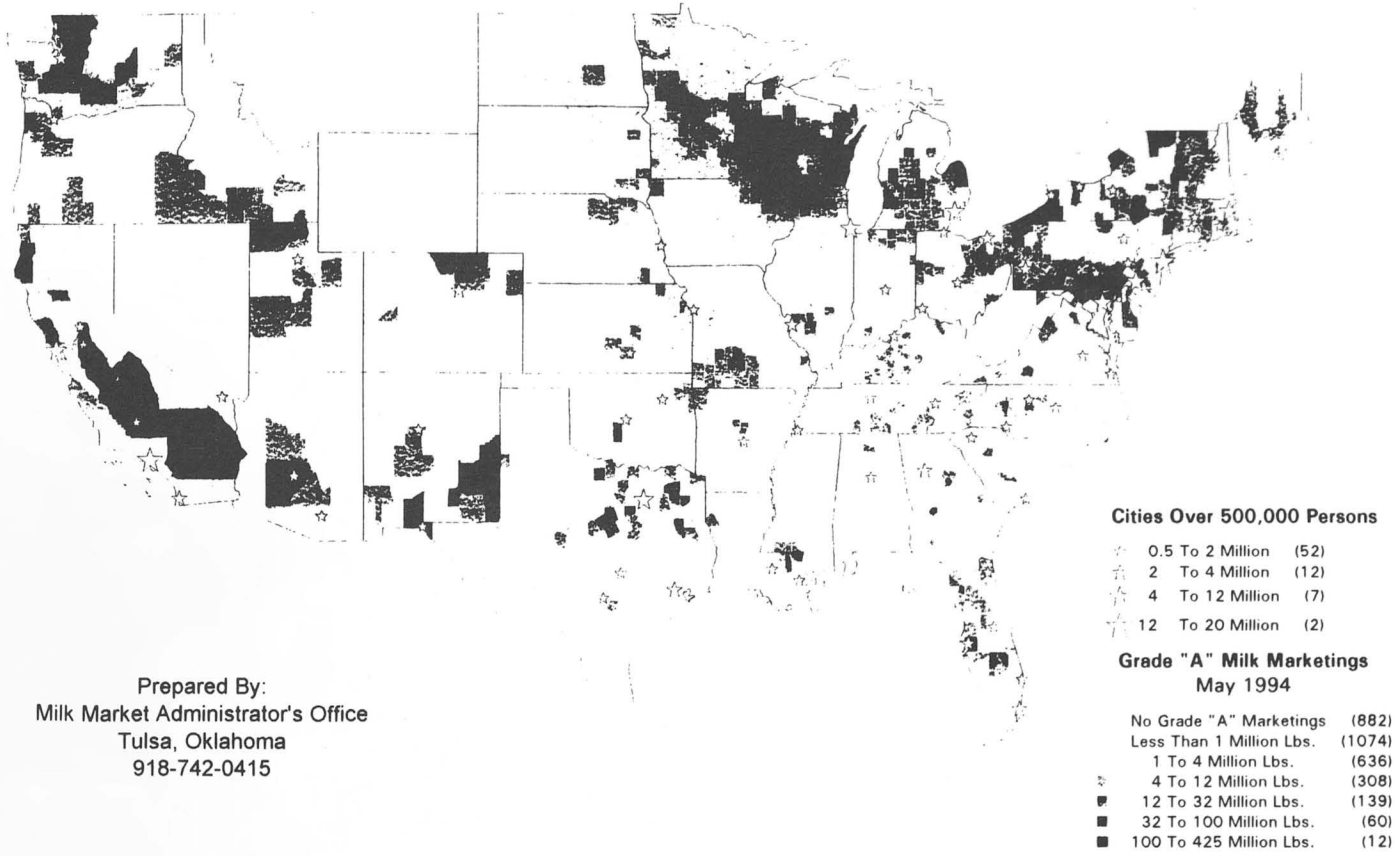 Cities Over 500,000 Persons
0.5 To 2 Million (52)
2 To 4 Million (12)
4 To 12 Million (7)
12 To 20 Million (2)
Grade "A" Milk Marketings
May 1994
No Grade "A" Marketings (882)
Less Than 1 Million Lbs. (1074)
1 To 4 Million Lbs. (636)
4 To 12 Million Lbs. (308)
12 To 32 Million Lbs. (139)
32 To 100 Million Lbs. (60)
100 To 425 Million Lbs. (12)
Prepared By:
Milk Market Administrator's Office
Tulsa, Oklahoma
918-742-0415